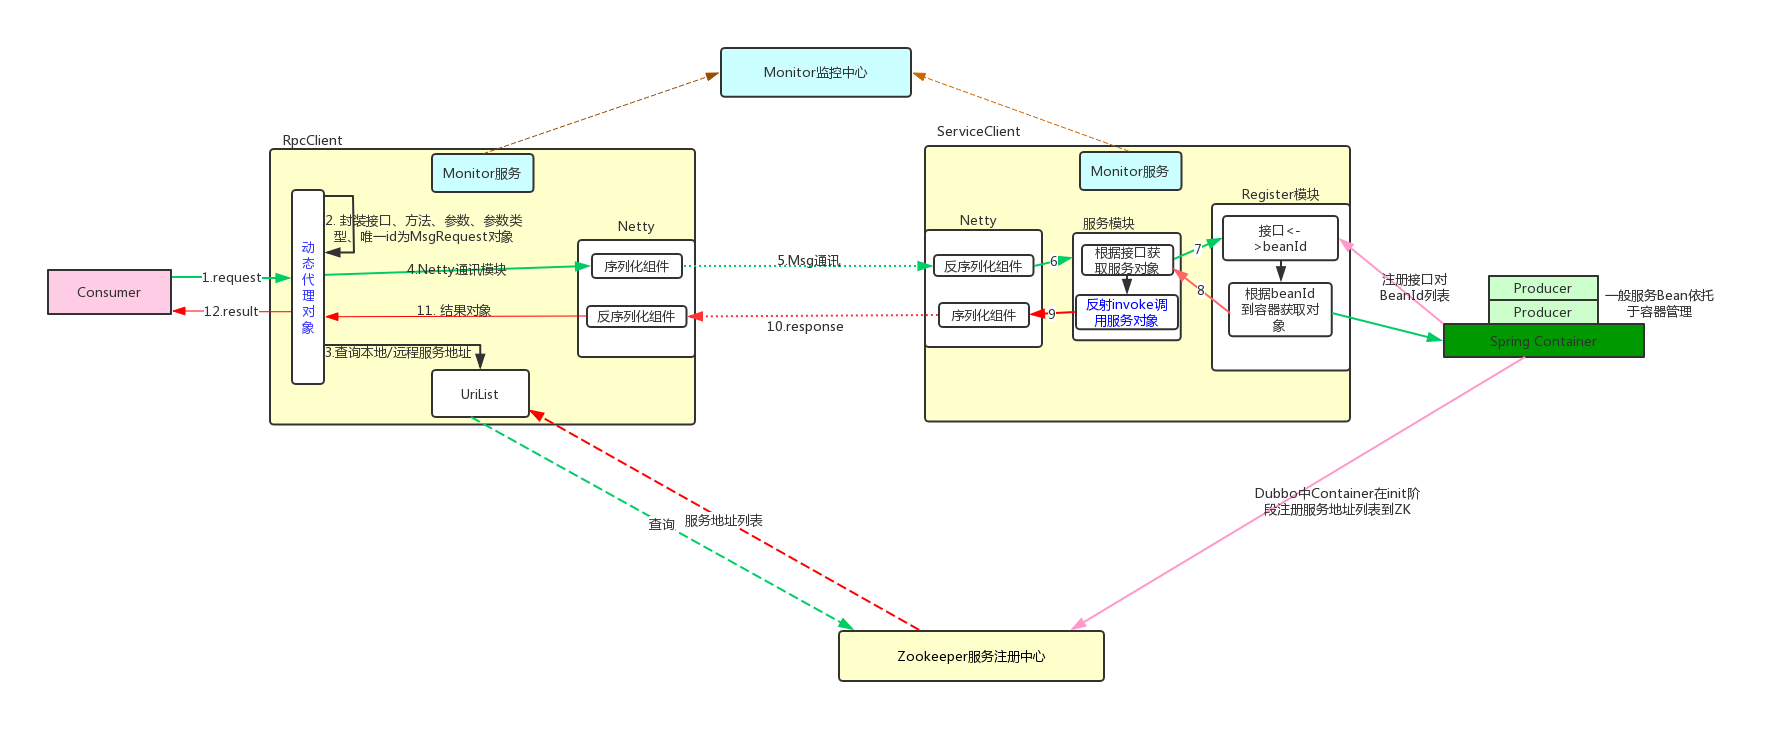 Monitor监控中心
RpcClient
Monitor服务
动
态
代
理
对
象
2. 封装接口、方法、参数、参数类
型、唯一id为MsgRequest对象
Netty
序列化组件
反序列化组件
Consumer
1.request
12.result
4.Netty通讯模块
11. 结果对象
3.查询本地/远程服务地址
UriList
5.Msg通讯
10.response
ServiceClient
Monitor服务
Netty
反序列化组件
序列化组件
6
9
服务模块
根据接口获
取服务对象
反射invoke调
用服务对象
7
8
Register模块
接口<-
>beanId
根据beanId
到容器获取对
象
注册接口对
BeanId列表
Producer
Producer
Spring Container
一般服务Bean依托
于容器管理
查询
服务地址列表
Dubbo中Container在init阶
段注册服务地址列表到ZK
Zookeeper服务注册中心